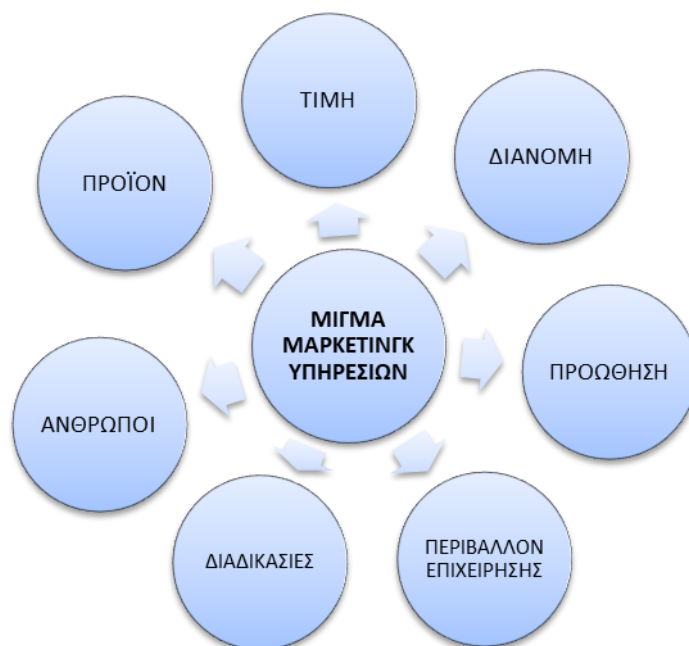 ΤΙΜΗ
ΔΙΑΝΟΜΗ
ΠΡΟΪΟΝ
ΜΙΓΜΑ
ΜΑΡΚΕΤΙΝΓΚ
ΥΠΗΡΕΣΙΩΝ
ΠΡΟΩΘΗΣΗ
ΑΝΘΡΩΠΟΙ
ΔΙΑΔΙΚΑΣΙΕΣ
ΠΕΡΙΒΑΛΛΟΝ
ΕΠΙΧΕΙΡΗΣΗΣ